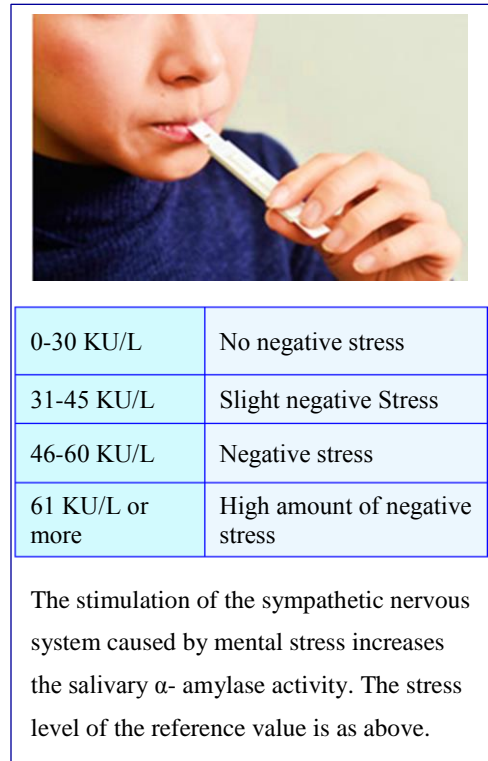 0-30 KU/L No negative stress
31-45 KU/L Slight negative Stress
46-60 KU/L Negative stress
61 KU/L or High amount of negative
more stress
The stimulation of the sympathetic nervous
system caused by mental stress increases
the salivary α- amylase activity. The stress
level of the reference value is as above.